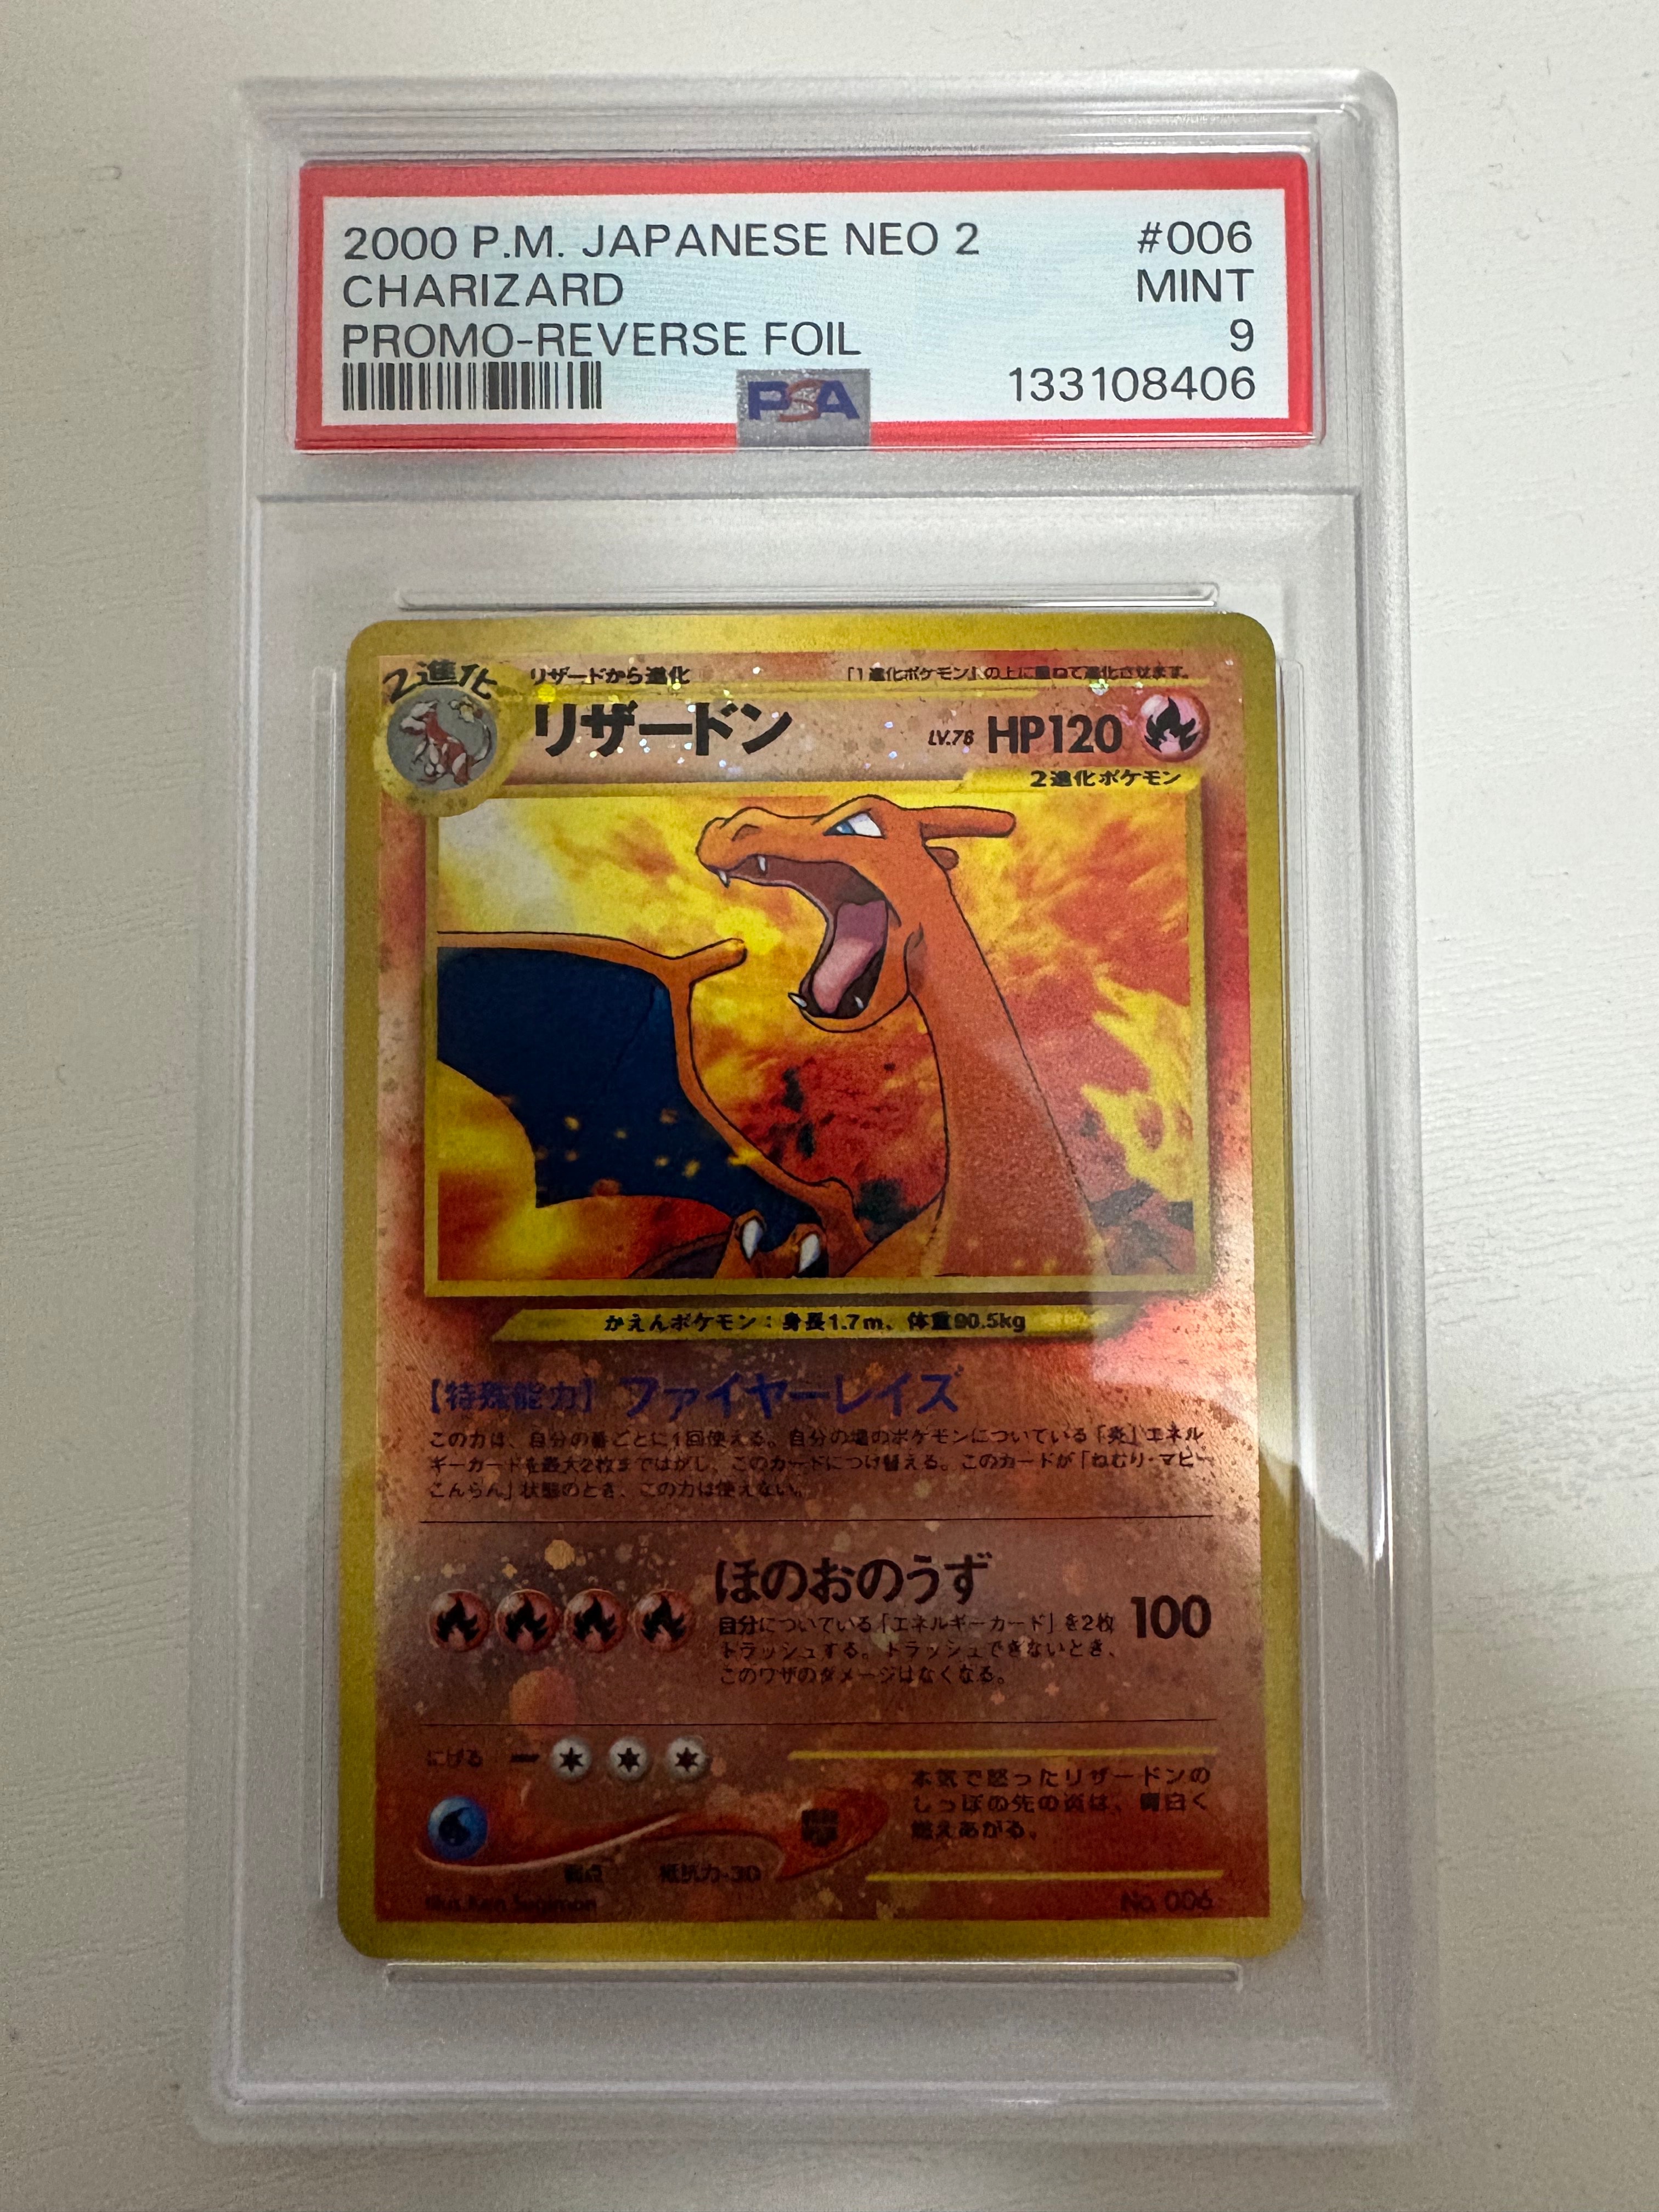 2000 P.M. JAPANESE NEO 2 #006
CHARIZARD MINT
PROMO-REVERSE FOIL 9
PSA 133108406
2進化 リザードから進化 「1進化ポケモン」の上に重ねて進化させます。
リザードン LV.76 HP120
2進化ポケモン
かえんポケモン:身長1.7m、体重90.5kg
【特殊能力】ファイヤーレイズ
この力は、自分の番ごとに1回使える。自分の場のポケモンについている「炎」エネル
ギーカードを最大2枚まではがし、このカードにつけ替える。このカードが「ねむり・マヒ・
こんらん」状態のとき、この力は使えない。
ほのおのうず
自分についている「エネルギーカード」を2枚 100
トラッシュする。トラッシュできないとき、
このワザのダメージはなくなる。
にげる
本気で怒ったリザードンの
しっぽの先の炎は、青白く
燃えあがる。
弱点 抵抗力-30
Illus. Ken Sugimori No. 006